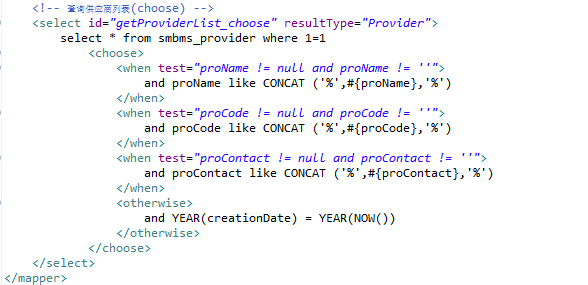 <!-- 查询供应商列表(choose) -->
<select id="getProviderList_choose" resultType="Provider">
select * from smbms_provider where 1=1
<choose>
<when test="proName != null and proName != ''">
and proName like CONCAT ('%',#{proName},'%')
</when>
<when test="proCode != null and proCode != ''">
and proCode like CONCAT ('%',#{proCode},'%')
</when>
<when test="proContact != null and proContact != ''">
and proContact like CONCAT ('%',#{proContact},'%')
</when>
<otherwise>
and YEAR(creationDate) = YEAR(NOW())
</otherwise>
</choose>
</select>
</mapper>